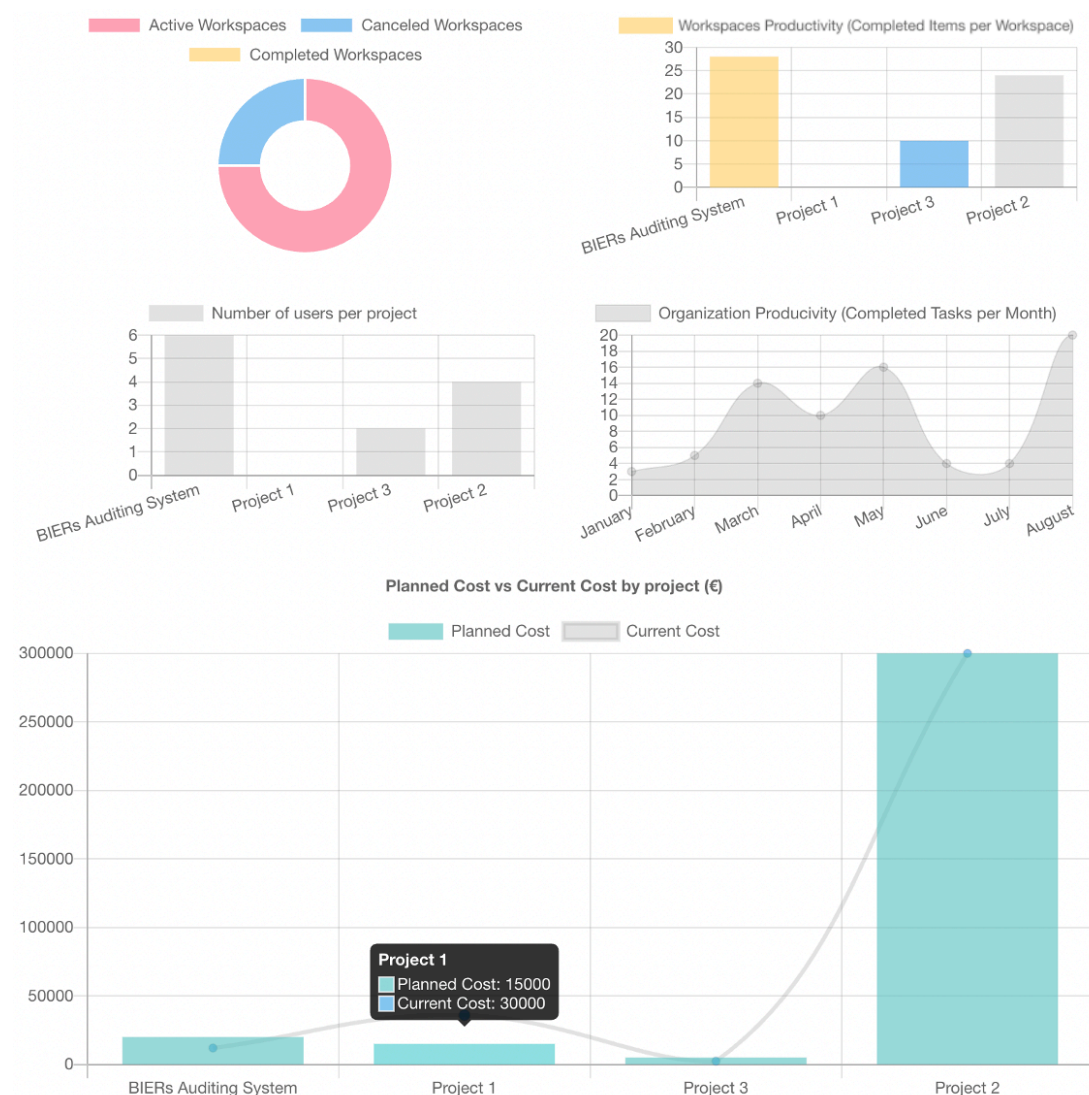 Active Workspaces Canceled Workspaces
Completed Workspaces
Workspaces Productivity (Completed Items per Workspace)
30
25
20
15
10
5
0
BIERs Auditing System Project 1 Project 3 Project 2
Number of users per project
6
5
4
3
2
1
0
BIERs Auditing System Project 1 Project 3 Project 2
Organization Producivity (Completed Tasks per Month)
20
18
16
14
12
10
8
6
4
2
0
January February March April May June July August
Planned Cost vs Current Cost by project (€)
Planned Cost Current Cost
300000
250000
200000
150000
100000
50000
0
Project 1
Planned Cost: 15000
Current Cost: 30000
BIERs Auditing System Project 1 Project 3 Project 2